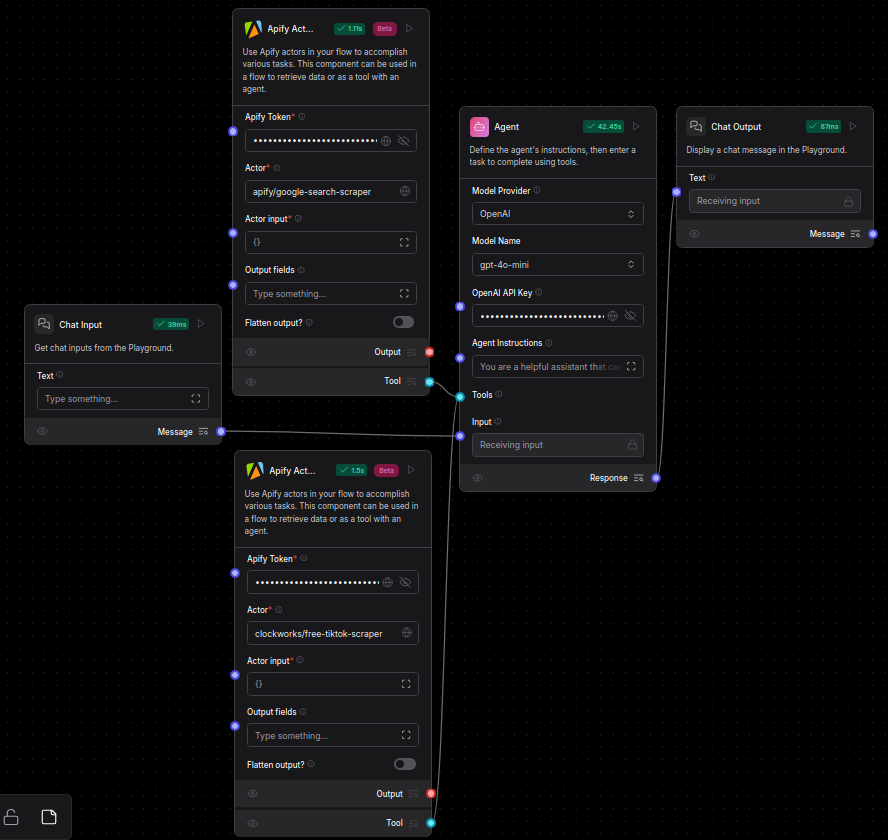 Apify Act...
1.11s
Beta
Use Apify actors in your flow to accomplish
various tasks. This component can be used in
a flow to retrieve data or as a tool with an
agent.
Apify Token*
••••••••••••••••••••••••••
Actor*
apify/google-search-scraper
Actor input*
{}
Output fields
Type something...
Flatten output?
Output
Tool
Chat Input
39ms
Get chat inputs from the Playground.
Text
Type something...
Message
Apify Act...
1.5s
Beta
Use Apify actors in your flow to accomplish
various tasks. This component can be used in
a flow to retrieve data or as a tool with an
agent.
Apify Token*
••••••••••••••••••••••••••
Actor*
clockworks/free-tiktok-scraper
Actor input*
{}
Output fields
Type something...
Flatten output?
Output
Tool
Agent
42.45s
Define the agent's instructions, then enter a
task to complete using tools.
Model Provider
OpenAI
Model Name
gpt-4o-mini
OpenAI API Key
••••••••••••••••••••••••••
Agent Instructions
You are a helpful assistant that can
Tools
Input
Receiving input
Response
Chat Output
87ms
Display a chat message in the Playground.
Text
Receiving input
Message